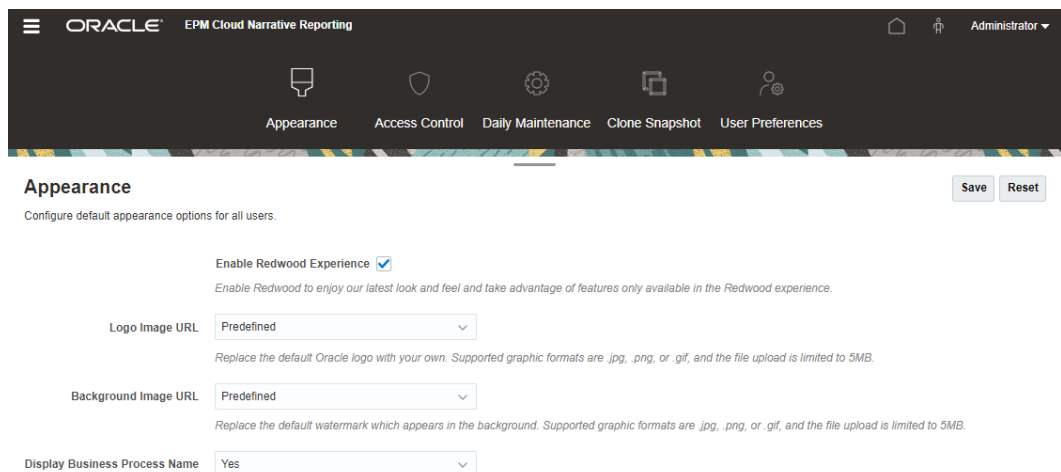 ORACLE® EPM Cloud Narrative Reporting Administrator
Appearance Access Control Daily Maintenance Clone Snapshot User Preferences
Appearance Save Reset
Configure default appearance options for all users.
Enable Redwood Experience
Enable Redwood to enjoy our latest look and feel and take advantage of features only available in the Redwood experience.
Logo Image URL Predefined
Replace the default Oracle logo with your own. Supported graphic formats are .jpg, .png, or .gif, and the file upload is limited to 5MB.
Background Image URL Predefined
Replace the default watermark which appears in the background. Supported graphic formats are .jpg, .png, or .gif, and the file upload is limited to 5MB.
Display Business Process Name Yes